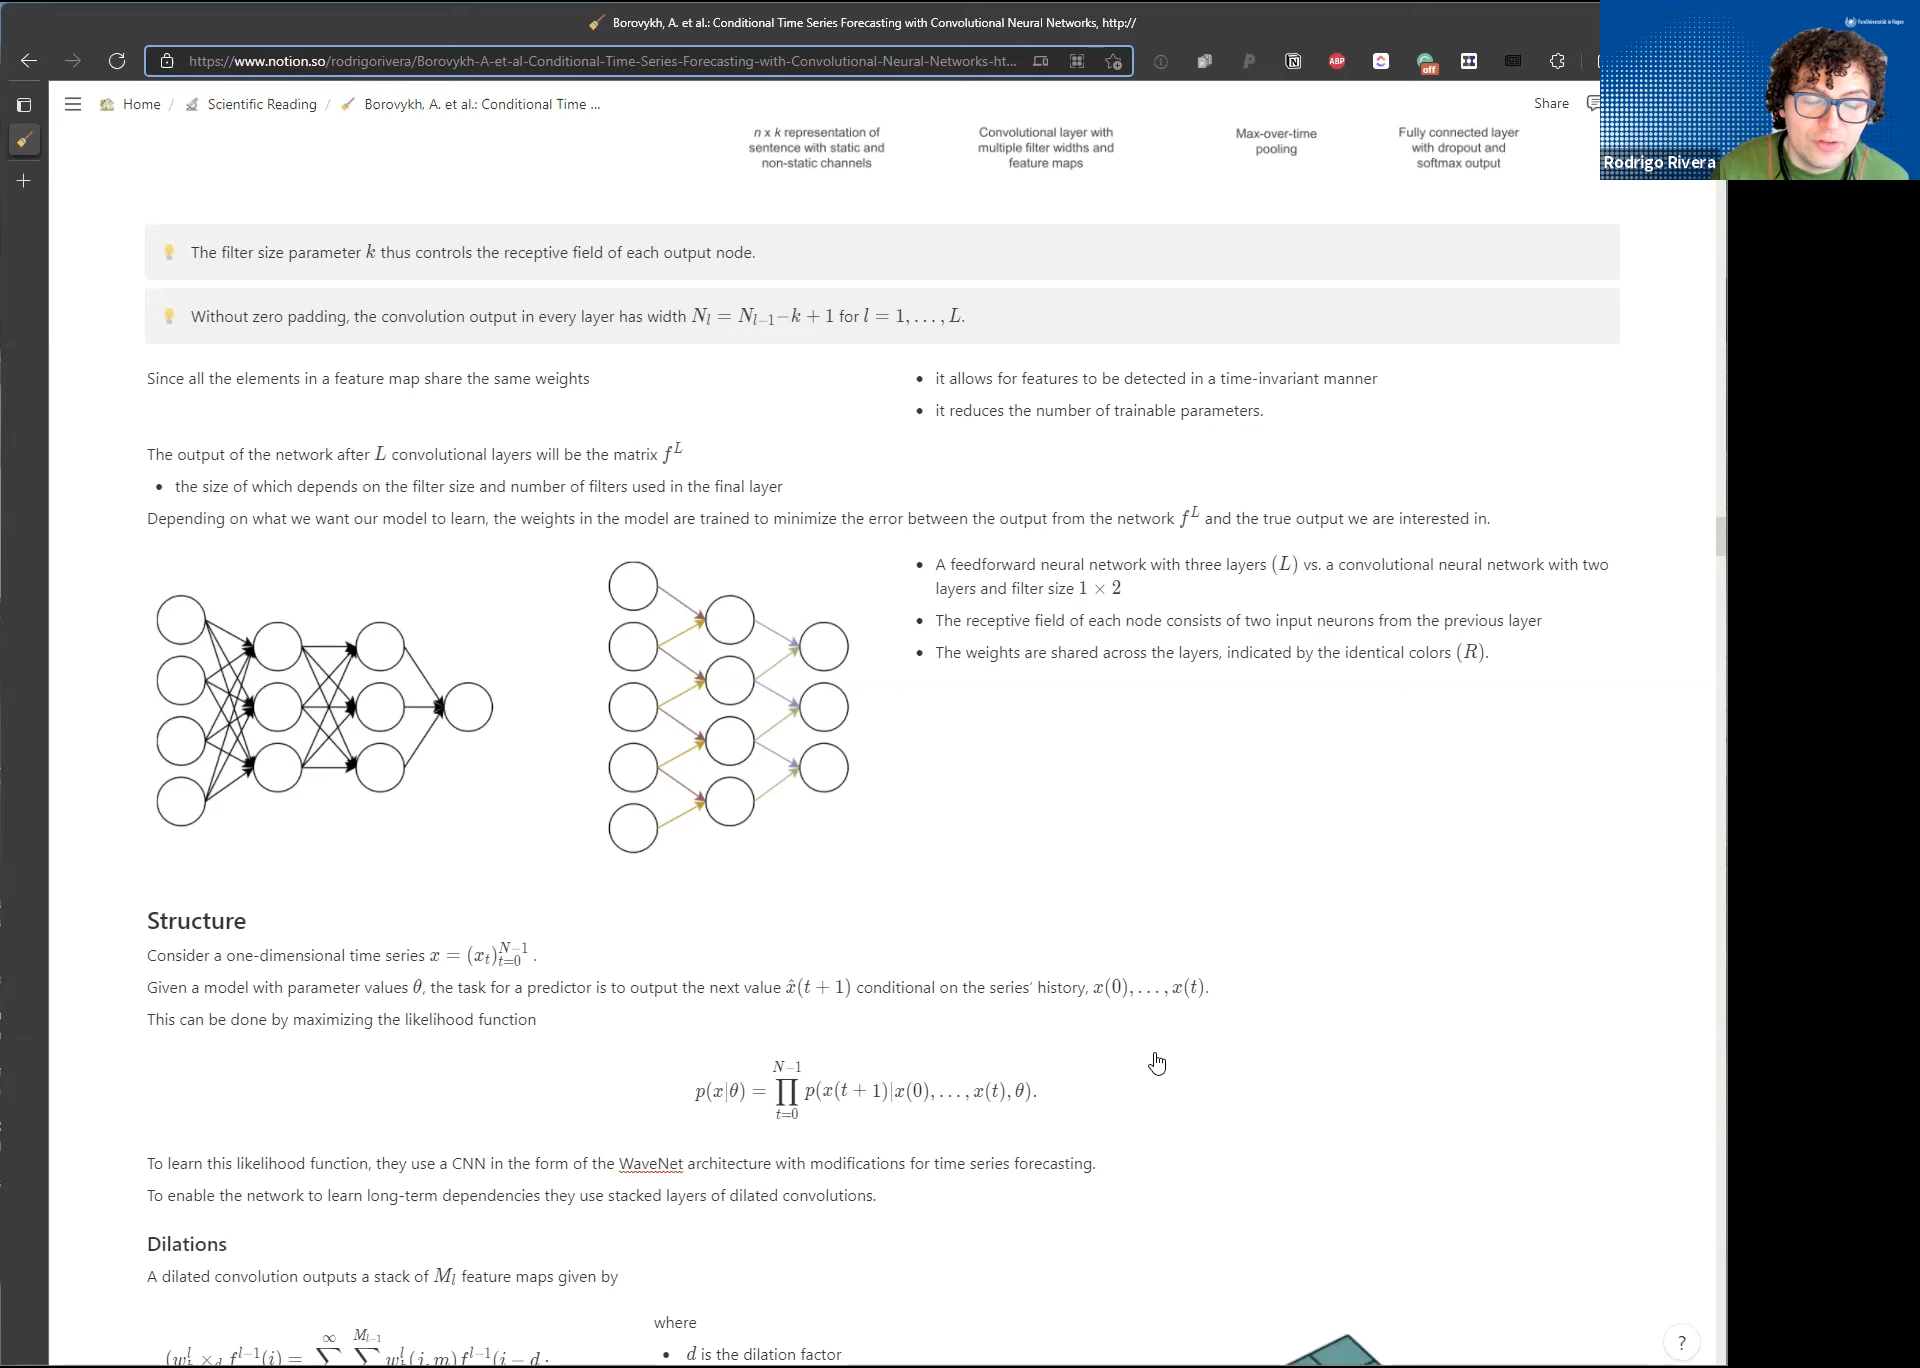 Borovykh, A. et al.: Conditional Time Series Forecasting with Convolutional Neural Networks, http://
https://www.notion.so/rodrigorivera/Borovykh-A-et-al-Conditional-Time-Series-Forecasting-with-Convolutional-Neural-Networks-ht...
ABP
off
Home / Scientific Reading / Borovykh, A. et al.: Conditional Time ...
Share
Rodrigo Rivera
n x k representation of
sentence with static and
non-static channels
Convolutional layer with
multiple filter widths and
feature maps
Max-over-time
pooling
Fully connected layer
with dropout and
softmax output
The filter size parameter k thus controls the receptive field of each output node.
Without zero padding, the convolution output in every layer has width N_l = N_{l−1}−k + 1 for l = 1, . . . , L.
Since all the elements in a feature map share the same weights
• it allows for features to be detected in a time-invariant manner
• it reduces the number of trainable parameters.
The output of the network after L convolutional layers will be the matrix f^L
• the size of which depends on the filter size and number of filters used in the final layer
Depending on what we want our model to learn, the weights in the model are trained to minimize the error between the output from the network f^L and the true output we are interested in.
• A feedforward neural network with three layers (L) vs. a convolutional neural network with two
layers and filter size 1 × 2
• The receptive field of each node consists of two input neurons from the previous layer
• The weights are shared across the layers, indicated by the identical colors (R).
Structure
Consider a one-dimensional time series x = (x_t)_{t=0}^{N−1} .
Given a model with parameter values θ, the task for a predictor is to output the next value x̂(t + 1) conditional on the series' history, x(0), . . . , x(t).
This can be done by maximizing the likelihood function
p(x|θ) = ∏_{t=0}^{N−1} p(x(t + 1)|x(0), . . . , x(t), θ).
To learn this likelihood function, they use a CNN in the form of the WaveNet architecture with modifications for time series forecasting.
To enable the network to learn long-term dependencies they use stacked layers of dilated convolutions.
Dilations
A dilated convolution outputs a stack of M_l feature maps given by
where
• d is the dilation factor
?